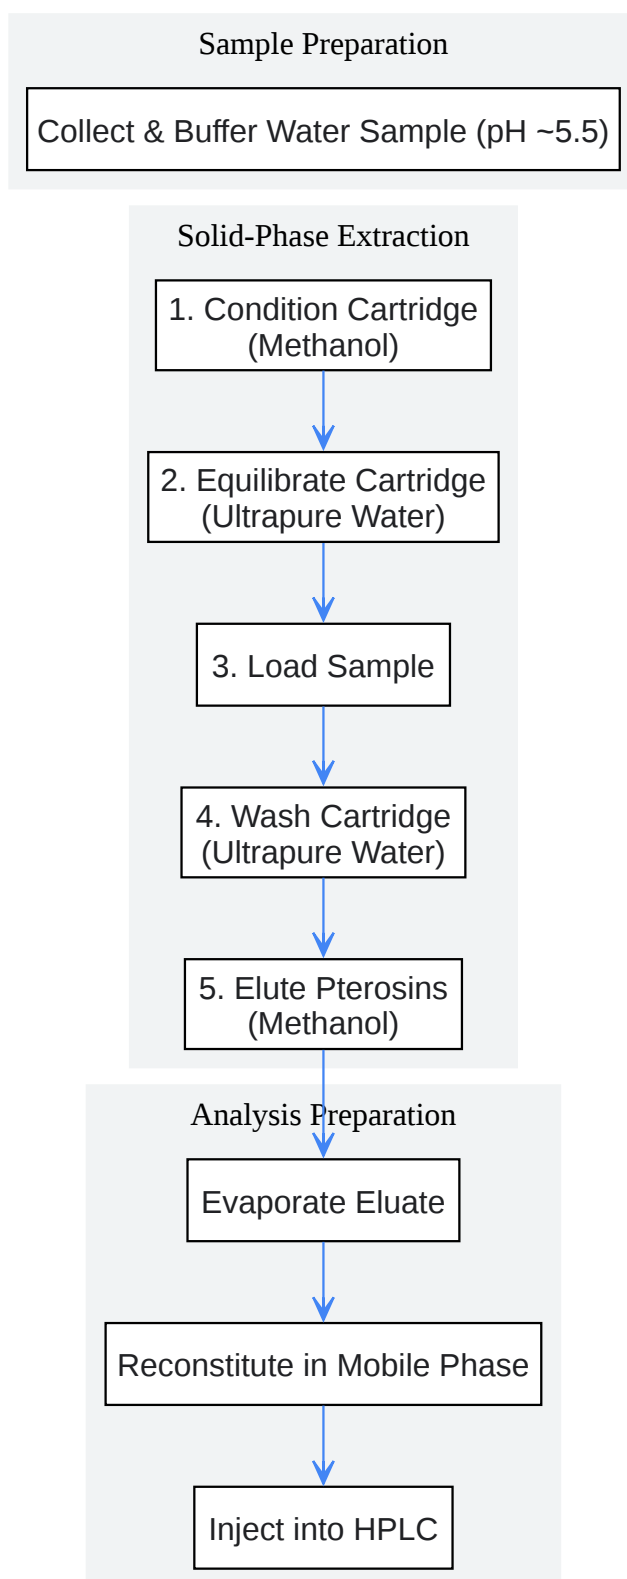 Sample Preparation
Collect & Buffer Water Sample (pH ~5.5)
Solid-Phase Extraction
1. Condition Cartridge
(Methanol)
2. Equilibrate Cartridge
(Ultrapure Water)
3. Load Sample
4. Wash Cartridge
(Ultrapure Water)
5. Elute Pterosins
(Methanol)
Analysis Preparation
Evaporate Eluate
Reconstitute in Mobile Phase
Inject into HPLC